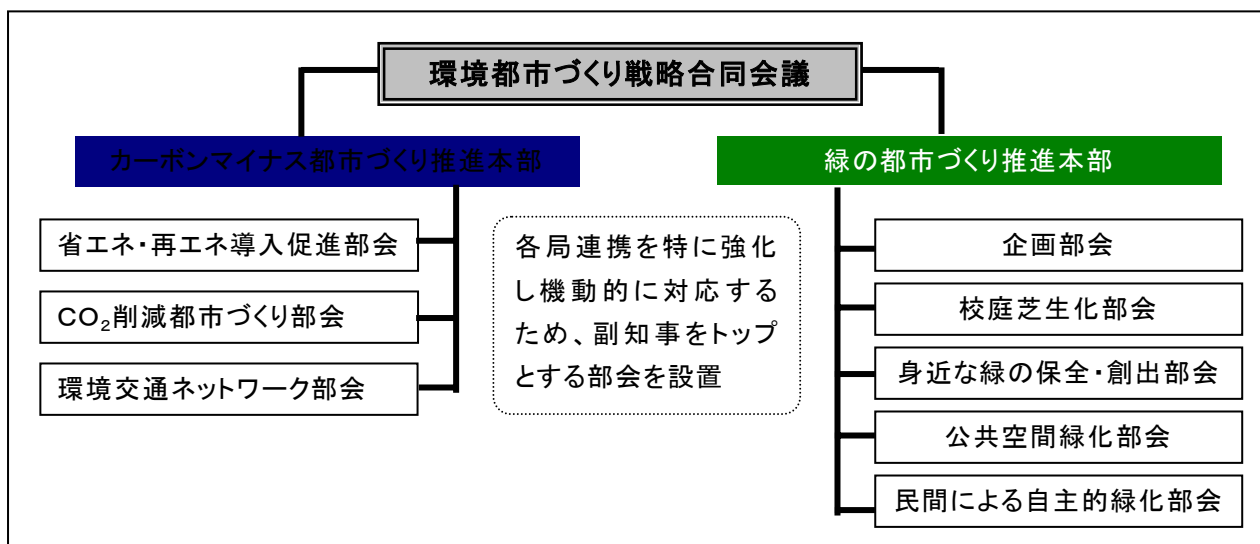 環境都市づくり戦略合同会議
カーボンマイナス都市づくり推進本部
省エネ・再エネ導入促進部会
CO₂削減都市づくり部会
環境交通ネットワーク部会
各局連携を特に強化
し機動的に対応する
ため、副知事をトップ
とする部会を設置
緑の都市づくり推進本部
企画部会
校庭芝生化部会
身近な緑の保全・創出部会
公共空間緑化部会
民間による自主的緑化部会